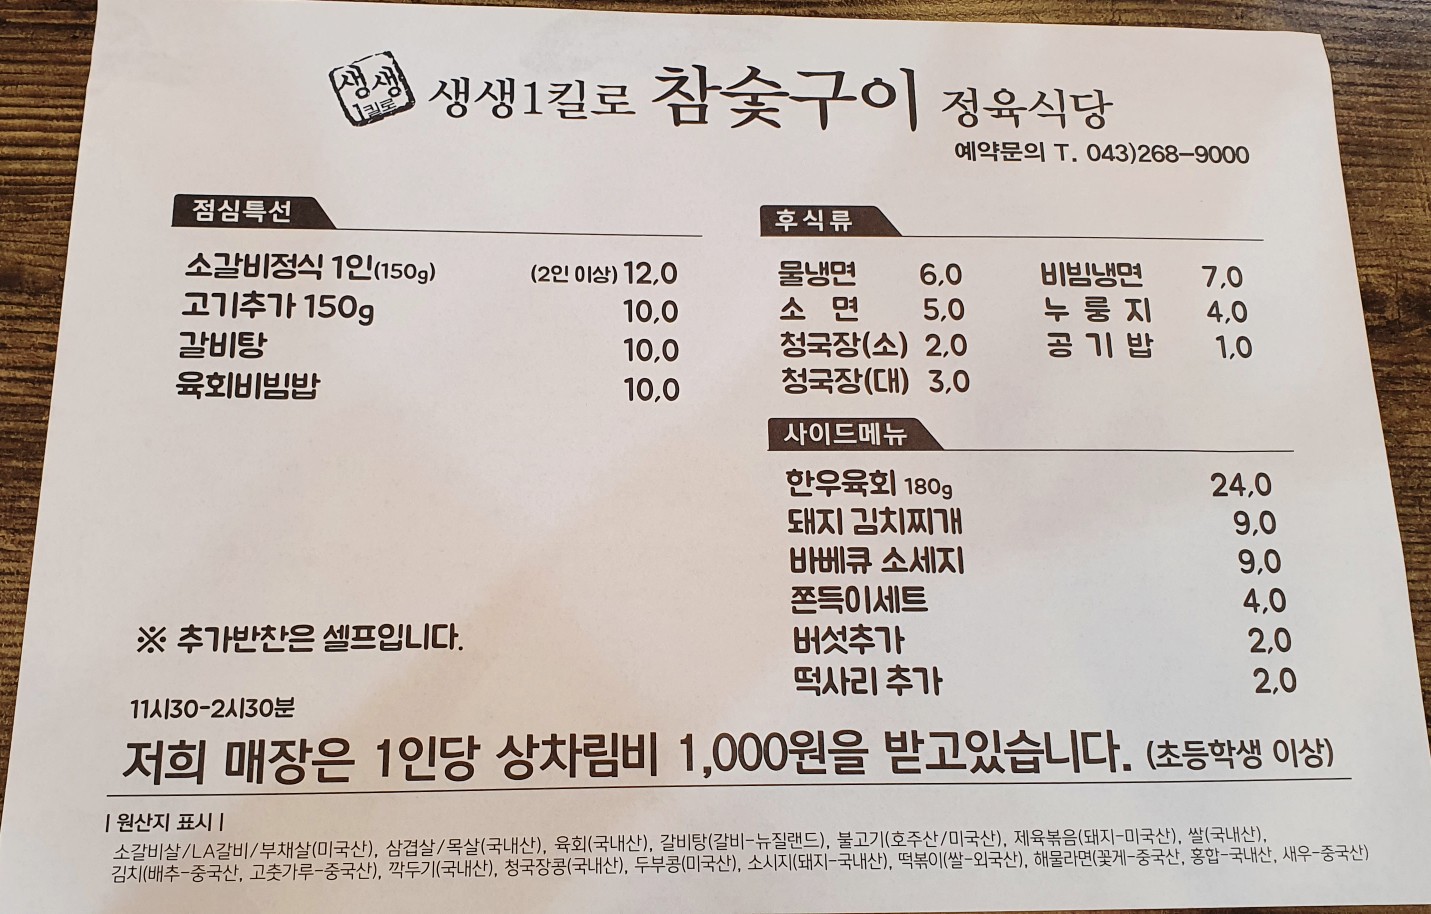 생생
1킬로
생생1킬로 참숯구이 정육식당
예약문의 T. 043)268-9000
점심특선
소갈비정식 1인(150g) (2인 이상) 12,0
고기추가 150g 10,0
갈비탕 10,0
육회비빔밥 10,0
후식류
물냉면 6,0 비빔냉면 7,0
소 면 5,0 누 룽 지 4,0
청국장(소) 2,0 공 기 밥 1,0
청국장(대) 3,0
사이드메뉴
한우육회 180g 24,0
돼지 김치찌개 9,0
바베큐 소세지 9,0
쫀득이세트 4,0
버섯추가 2,0
떡사리 추가 2,0
※ 추가반찬은 셀프입니다.
11시30-2시30분
저희 매장은 1인당 상차림비 1,000원을 받고있습니다. (초등학생 이상)
| 원산지 표시 |
소갈비살/LA갈비/부채살(미국산), 삼겹살/목살(국내산), 육회(국내산), 갈비탕(갈비-뉴질랜드), 불고기(호주산/미국산), 제육볶음(돼지-미국산), 쌀(국내산),
김치(배추-중국산, 고춧가루-중국산), 깍두기(국내산), 청국장콩(국내산), 두부콩(미국산), 소시지(돼지-국내산), 떡볶이(쌀-외국산), 해물라면(꽃게-중국산, 홍합-국내산, 새우-중국산)